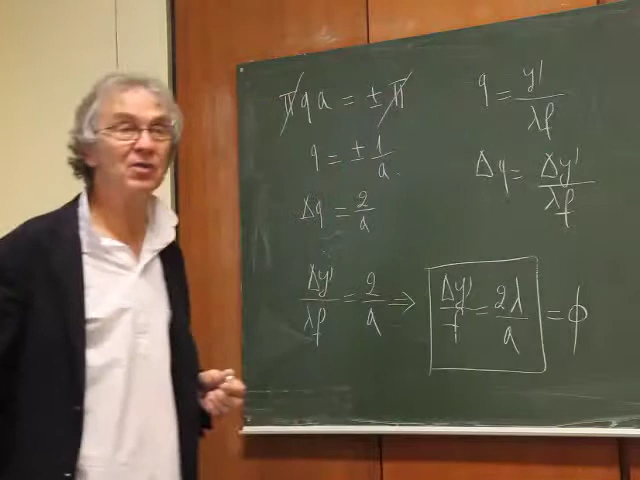 π q a = ± π
q = ± 1/a
Δq = 2/a
Δy'/λf = 2/a ⇒ Δy'/f = 2λ/a = ϕ
q = y'/λf
Δq = Δy'/λf